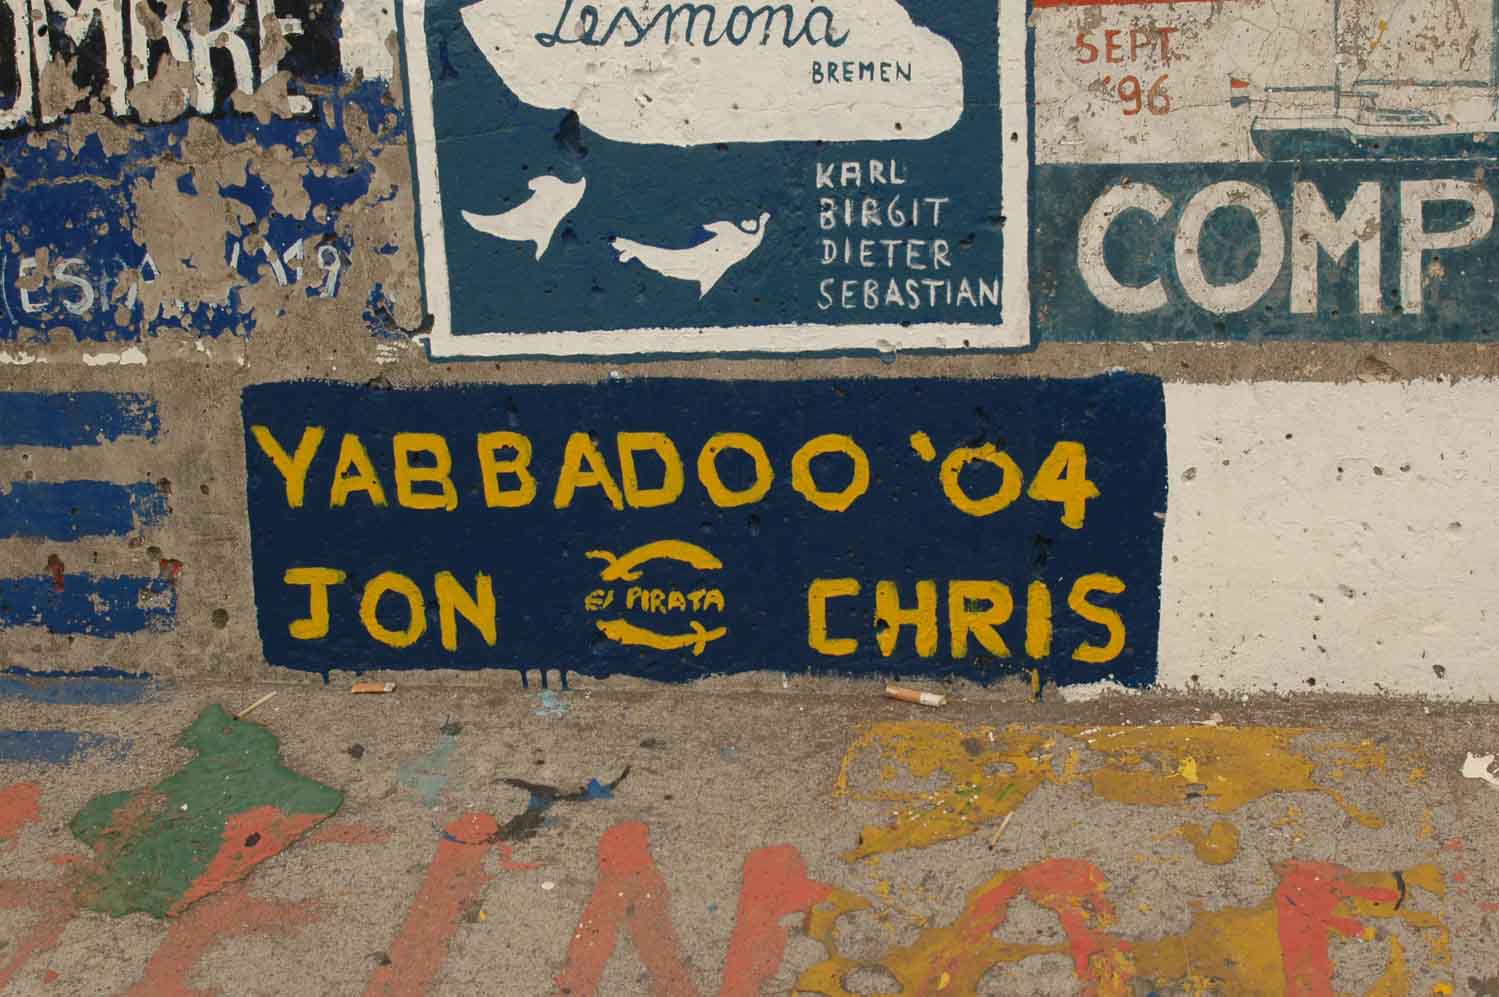 Lesmona
BREMEN
KARL
BIRGIT
DIETER
SEBASTIAN
SEPT.
'96
COMP
YABBADOO '04
JON
EL PIRATA
CHRIS